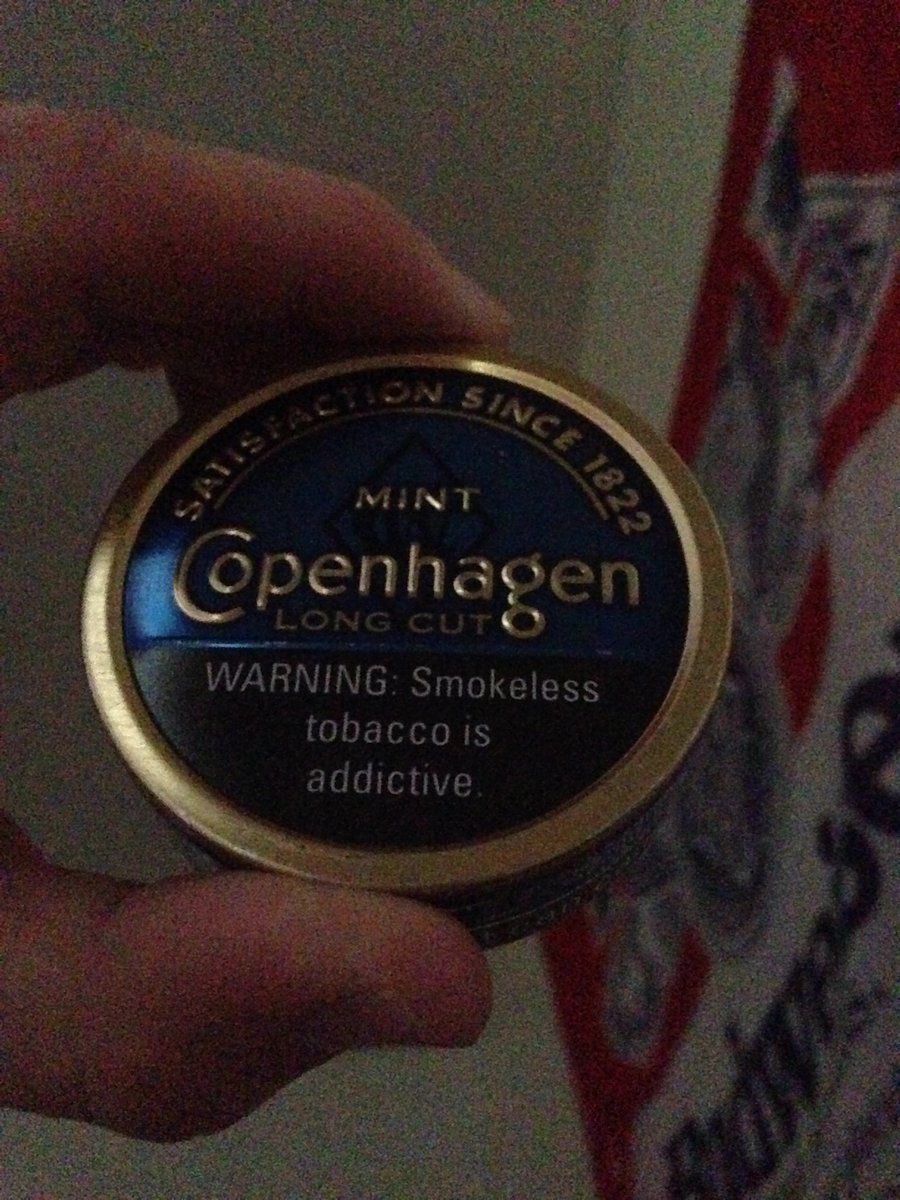 SATISFACTION SINCE 1822
MINT
Copenhagen
LONG CUT
WARNING: Smokeless
tobacco is
addictive.